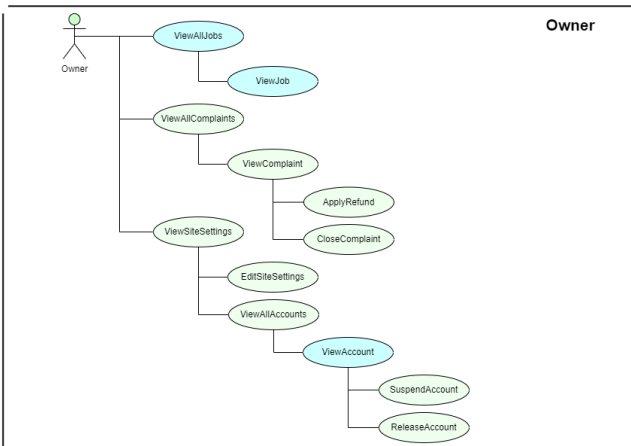 Owner
Owner
ViewAllJobs
ViewJob
ViewAllComplaints
ViewComplaint
ApplyRefund
CloseComplaint
ViewSiteSettings
EditSiteSettings
ViewAllAccounts
ViewAccount
SuspendAccount
ReleaseAccount